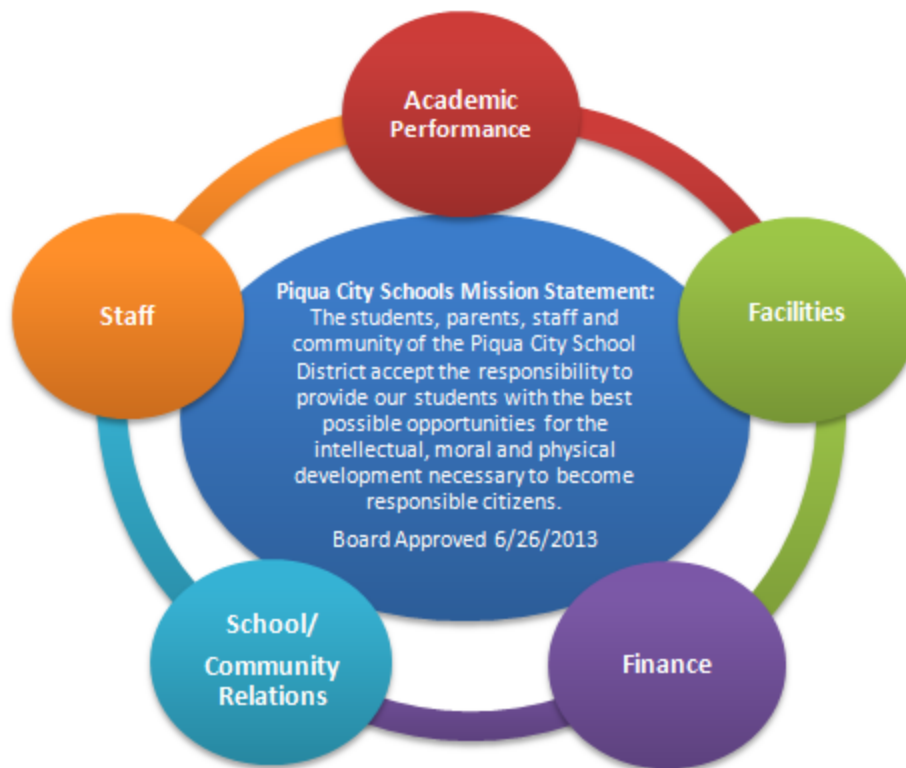 Academic
Performance
Staff
Facilities
Piqua City Schools Mission Statement:
The students, parents, staff and
community of the Piqua City School
District accept the responsibility to
provide our students with the best
possible opportunities for the
intellectual, moral and physical
development necessary to become
responsible citizens.
Board Approved 6/26/2013
School/
Community
Relations
Finance